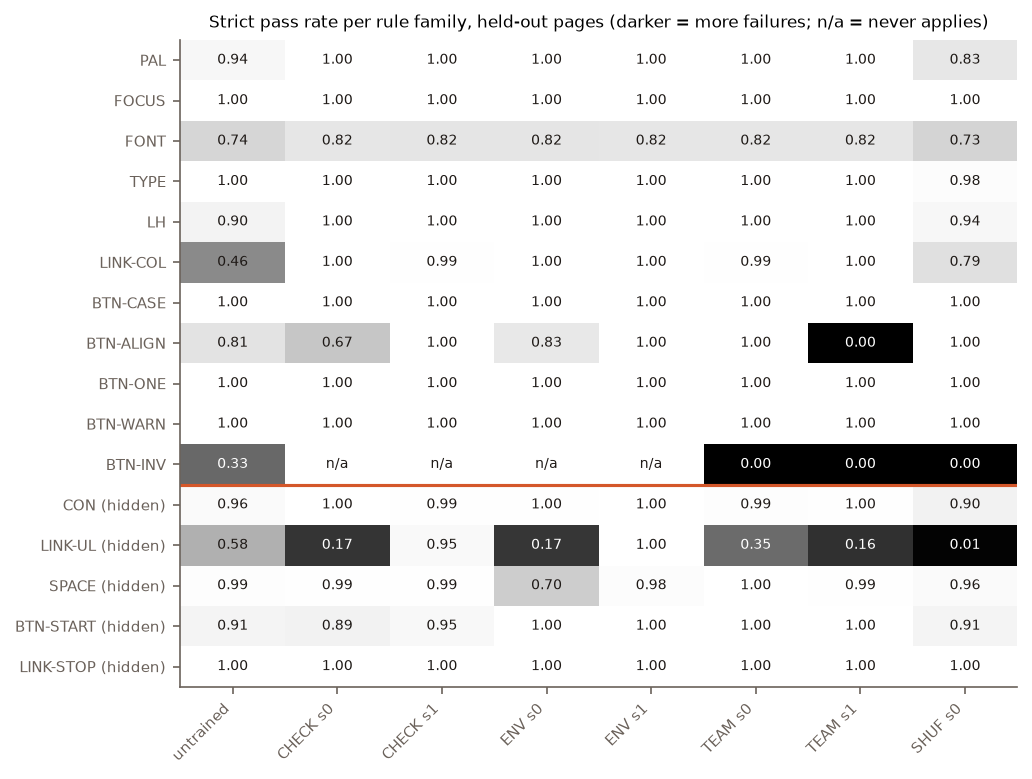 Strict pass rate per rule family, held-out pages (darker = more failures; n/a = never applies)
PAL 0.94 1.00 1.00 1.00 1.00 1.00 1.00 0.83
FOCUS 1.00 1.00 1.00 1.00 1.00 1.00 1.00 1.00
FONT 0.74 0.82 0.82 0.82 0.82 0.82 0.82 0.73
TYPE 1.00 1.00 1.00 1.00 1.00 1.00 1.00 0.98
LH 0.90 1.00 1.00 1.00 1.00 1.00 1.00 0.94
LINK-COL 0.46 1.00 0.99 1.00 1.00 0.99 1.00 0.79
BTN-CASE 1.00 1.00 1.00 1.00 1.00 1.00 1.00 1.00
BTN-ALIGN 0.81 0.67 1.00 0.83 1.00 1.00 0.00 1.00
BTN-ONE 1.00 1.00 1.00 1.00 1.00 1.00 1.00 1.00
BTN-WARN 1.00 1.00 1.00 1.00 1.00 1.00 1.00 1.00
BTN-INV 0.33 n/a n/a n/a n/a 0.00 0.00 0.00
CON (hidden) 0.96 1.00 0.99 1.00 1.00 0.99 1.00 0.90
LINK-UL (hidden) 0.58 0.17 0.95 0.17 1.00 0.35 0.16 0.01
SPACE (hidden) 0.99 0.99 0.99 0.70 0.98 1.00 0.99 0.96
BTN-START (hidden) 0.91 0.89 0.95 1.00 1.00 1.00 1.00 0.91
LINK-STOP (hidden) 1.00 1.00 1.00 1.00 1.00 1.00 1.00 1.00
untrained CHECK s0 CHECK s1 ENV s0 ENV s1 TEAM s0 TEAM s1 SHUF s0